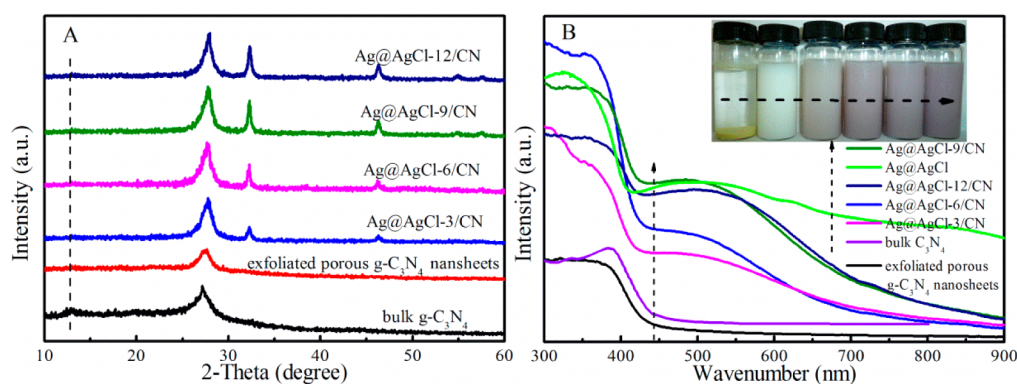 A
Ag@AgCl-12/CN
Ag@AgCl-9/CN
Ag@AgCl-6/CN
Ag@AgCl-3/CN
exfoliated porous g-C₃N₄ nansheets
bulk g-C₃N₄
Intensity (a.u.)
10 20 30 40 50 60
2-Theta (degree)
B
Ag@AgCl-9/CN
Ag@AgCl
Ag@AgCl-12/CN
Ag@AgCl-6/CN
Ag@AgCl-3/CN
bulk C₃N₄
exfoliated porous
g-C₃N₄ nanosheets
Intensity (a.u.)
300 400 500 600 700 800 900
Wavenumber (nm)